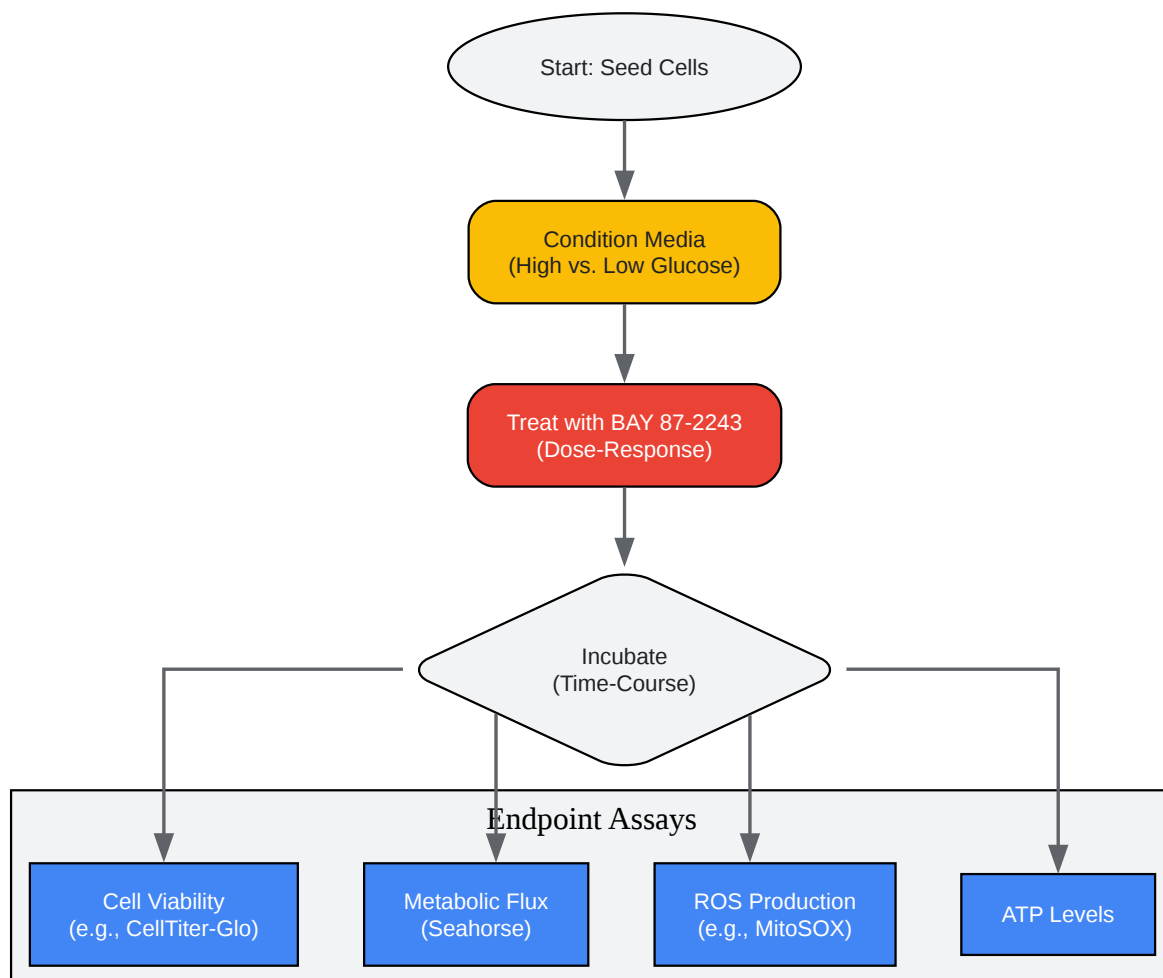 Start: Seed Cells
Condition Media
(High vs. Low Glucose)
Treat with BAY 87-2243
(Dose-Response)
Incubate
(Time-Course)
Endpoint Assays
Cell Viability
(e.g., CellTiter-Glo)
Metabolic Flux
(Seahorse)
ROS Production
(e.g., MitoSOX)
ATP Levels